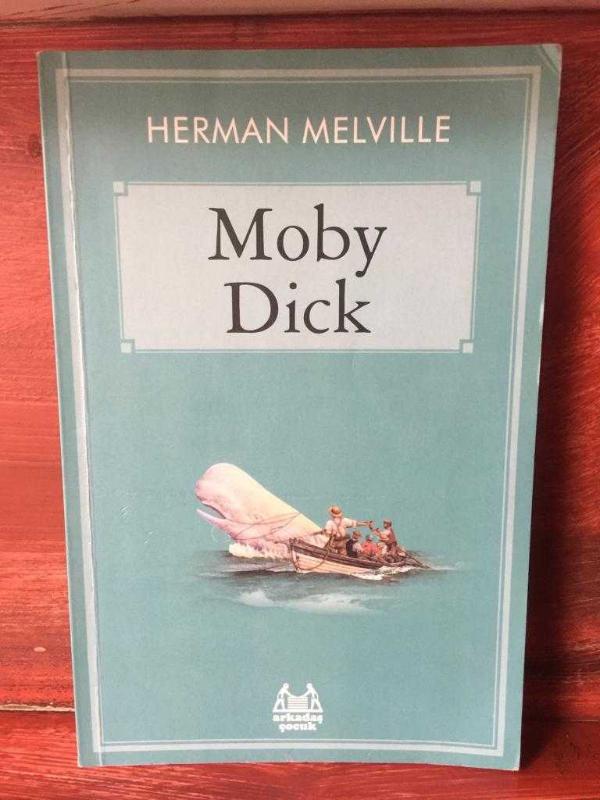 HERMAN MELVILLE
Moby
Dick
arkadaş
çocuk